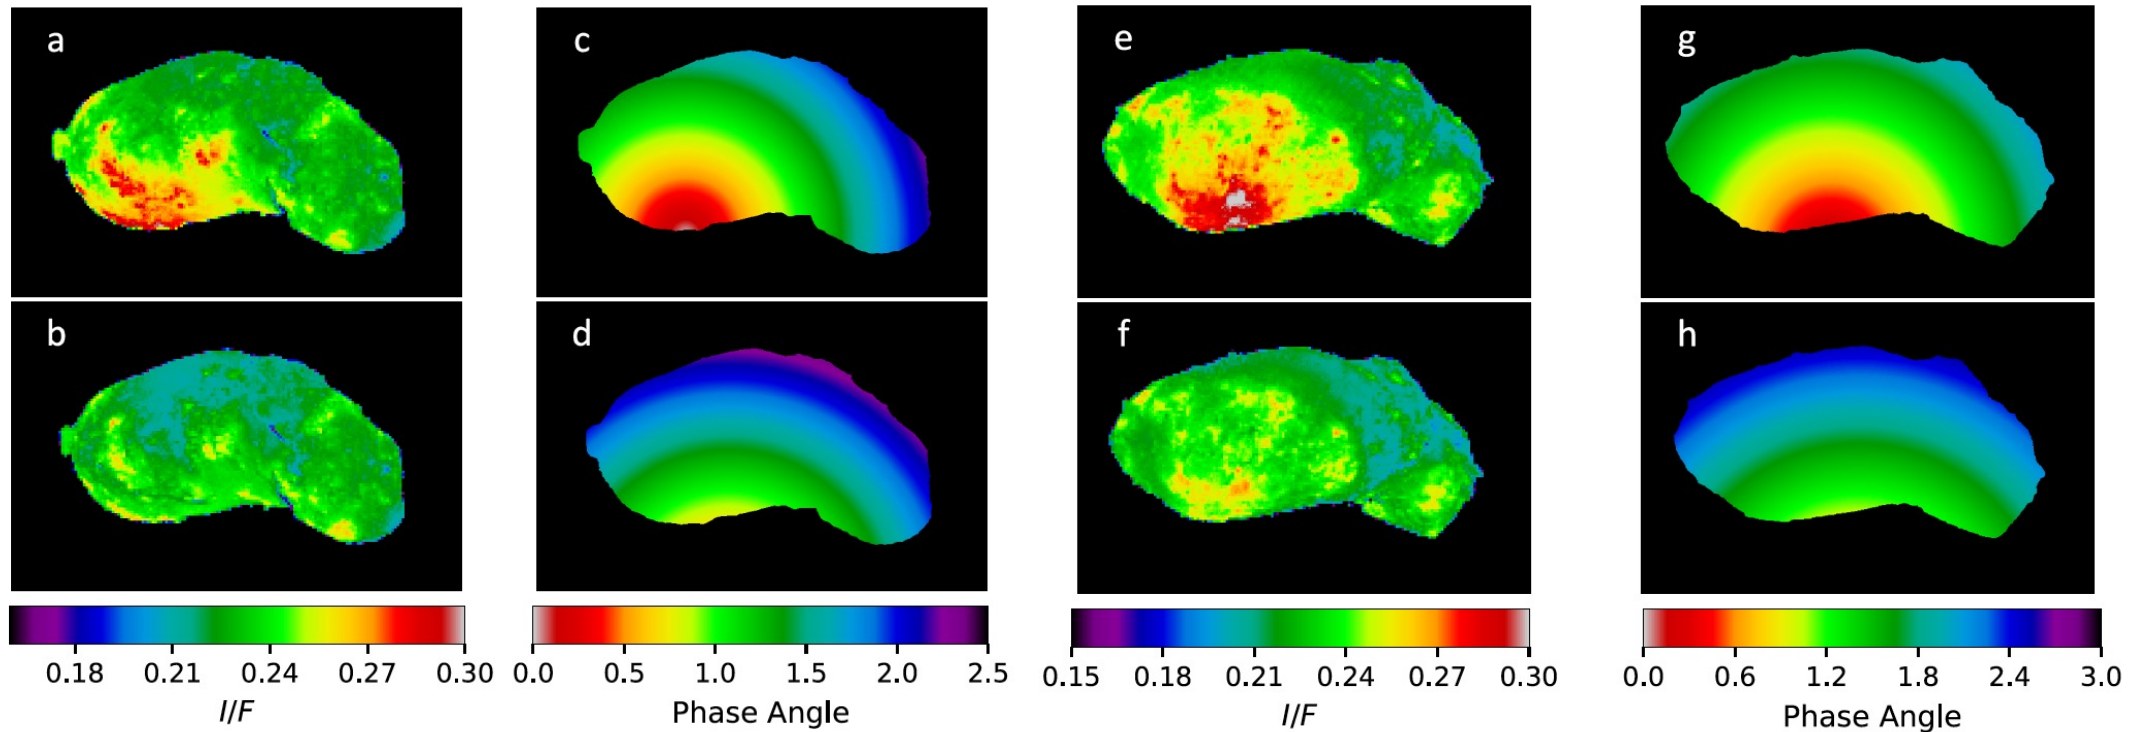 a c e g
b d f h
0.18 0.21 0.24 0.27 0.30
I/F
0.0 0.5 1.0 1.5 2.0 2.5
Phase Angle
0.15 0.18 0.21 0.24 0.27 0.30
I/F
0.0 0.6 1.2 1.8 2.4 3.0
Phase Angle